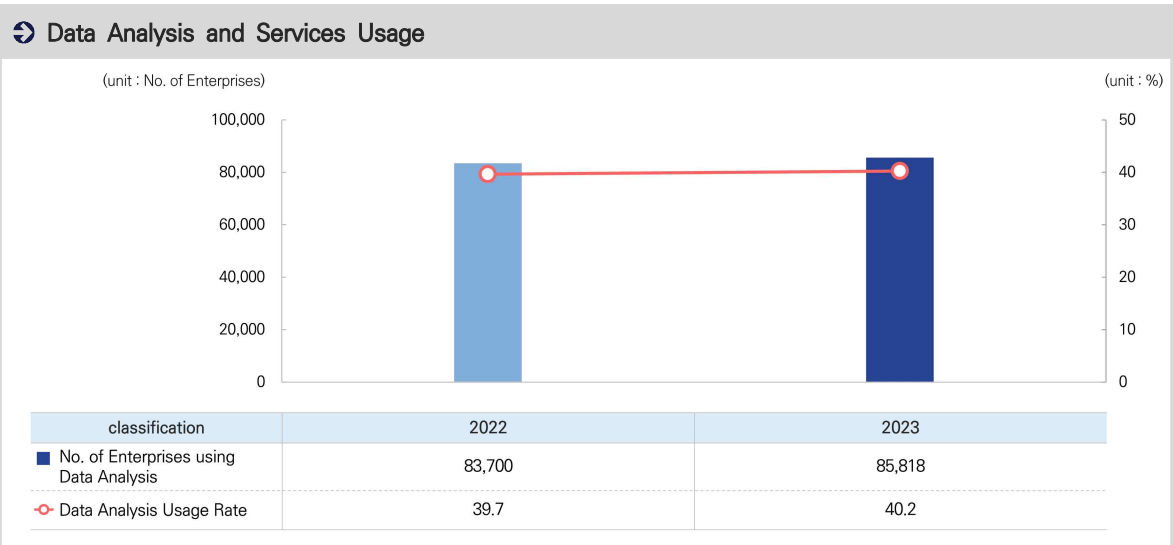 Data Analysis and Services Usage
(unit : No. of Enterprises)
(unit : %)
100,000
50
80,000
40
60,000
30
40,000
20
20,000
10
0
0
classification
2022
2023
No. of Enterprises using
Data Analysis
83,700
85,818
Data Analysis Usage Rate
39.7
40.2